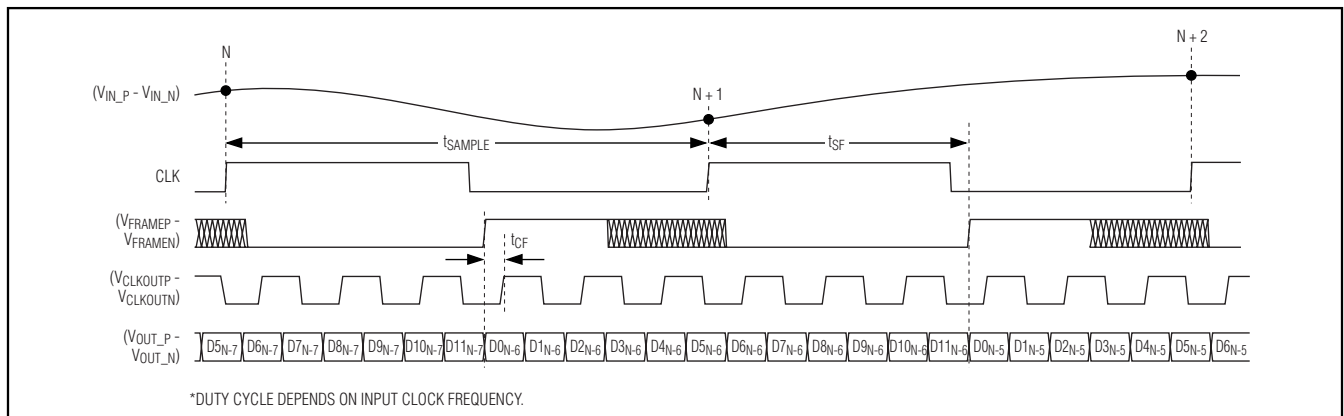 N
N + 1
N + 2
(VIN_P - VIN_N)
tSAMPLE
tSF
CLK
(VFRAMEP -
VFRAMEN)
tCF
(VCLKOUTP -
VCLKOUTN)
(VOUT_P -
VOUT_N)
D5N-7 D6N-7 D7N-7 D8N-7 D9N-7 D10N-7 D11N-7 D0N-6 D1N-6 D2N-6 D3N-6 D4N-6 D5N-6 D6N-6 D7N-6 D8N-6 D9N-6 D10N-6 D11N-6 D0N-5 D1N-5 D2N-5 D3N-5 D4N-5 D5N-5 D6N-5
*DUTY CYCLE DEPENDS ON INPUT CLOCK FREQUENCY.